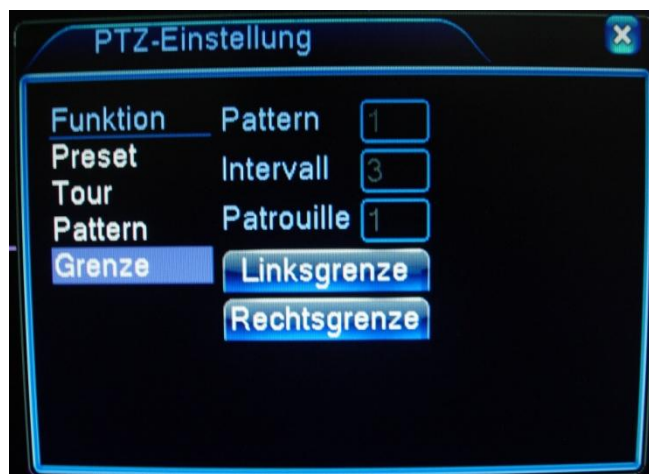 PTZ-Einstellung
Funktion
Preset
Tour
Pattern
Grenze
Pattern 1
Intervall 3
Patrouille 1
Linksgrenze
Rechtsgrenze